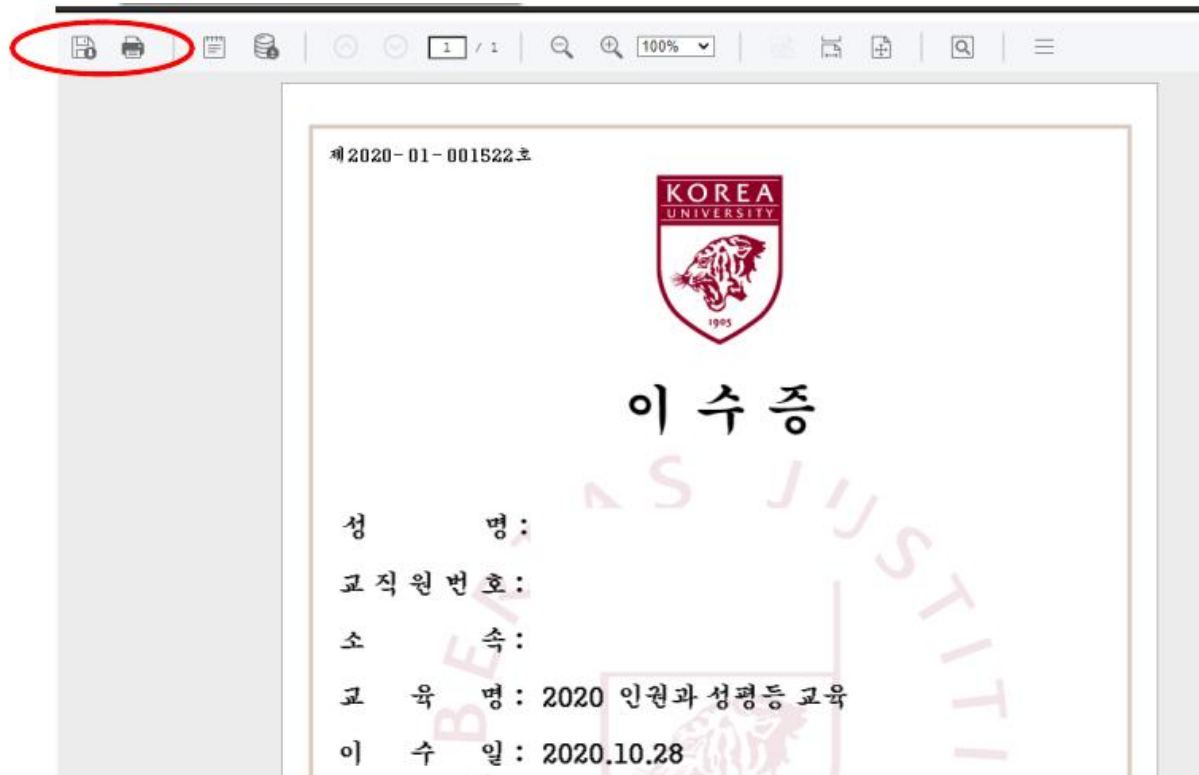 1 / 1
100%
제2020-01-001522호
KOREA
UNIVERSITY
1905
이 수 증
성 명 :
교 직 원 번 호 :
소 속 :
교 육 명 : 2020 인권과 성평등 교육
이 수 일 : 2020.10.28